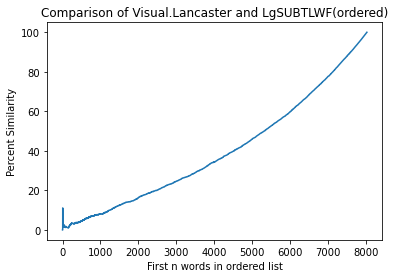 Comparison of Visual.Lancaster and LgSUBTLWF(ordered)
100
80
60
40
20
0
Percent Similarity
0 1000 2000 3000 4000 5000 6000 7000 8000
First n words in ordered list